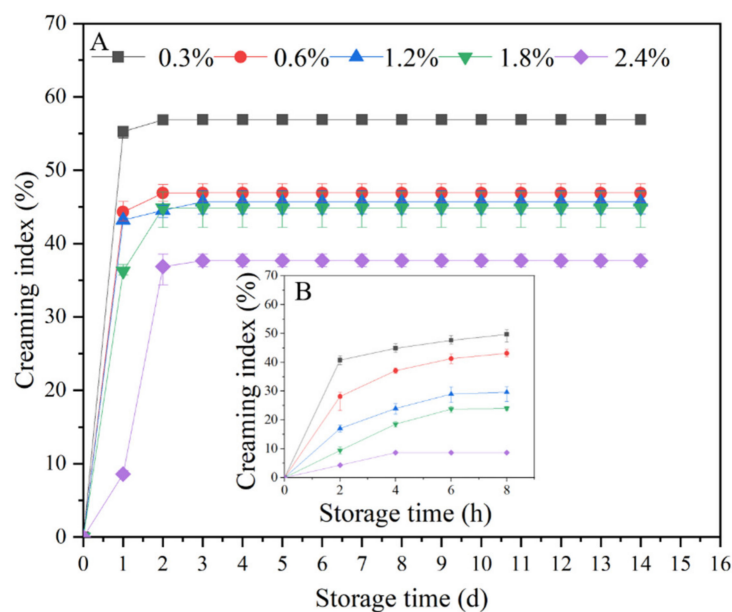 A
0.3% 0.6% 1.2% 1.8% 2.4%
70
60
50
40
30
20
10
0
Creaming index (%)
0 1 2 3 4 5 6 7 8 9 10 11 12 13 14 15 16
Storage time (d)
B
70
60
50
40
30
20
10
0
Creaming index (%)
0 2 4 6 8
Storage time (h)